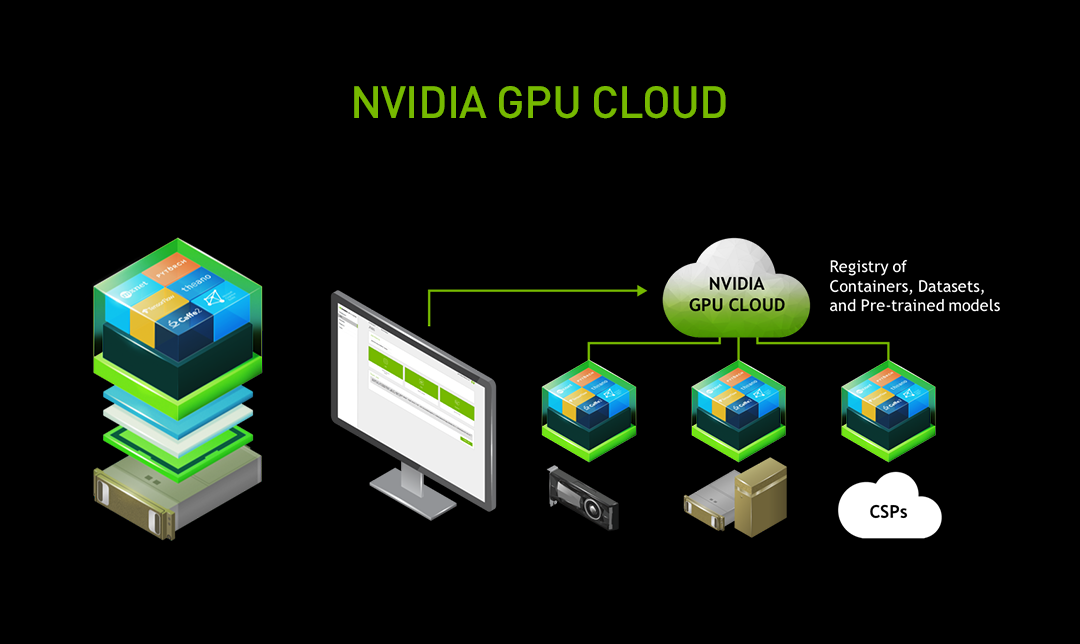 NVIDIA GPU CLOUD
PYTORCH
mxnet
theano
TensorFlow
Caffe2
NVIDIA
GPU CLOUD
Registry of
Containers, Datasets,
and Pre-trained models
CSPs